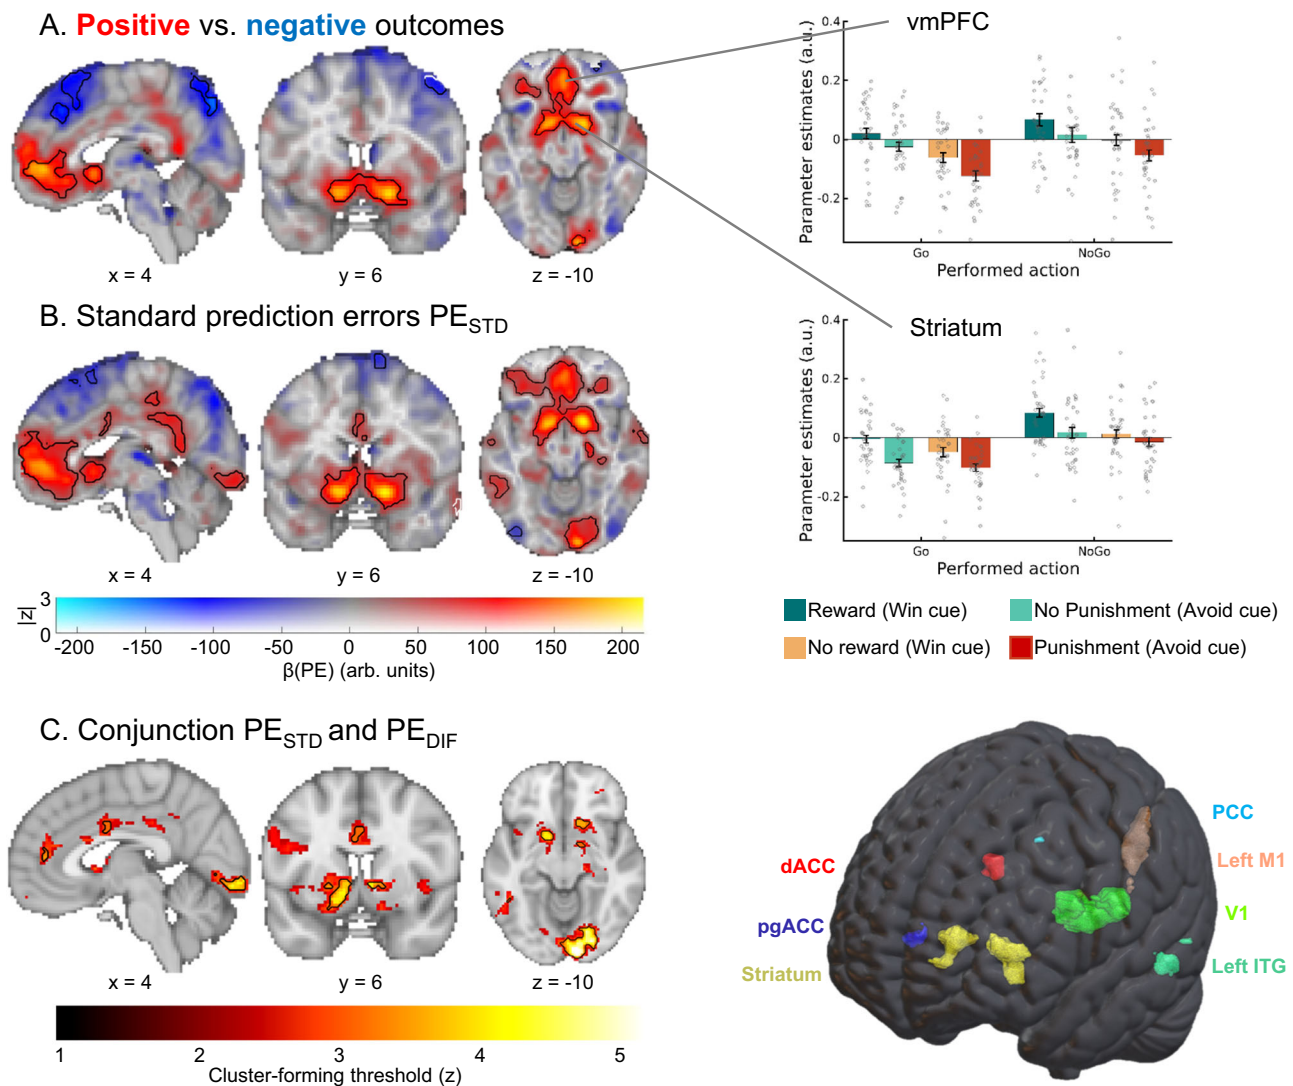 A. Positive vs. negative outcomes
x = 4
y = 6
z = -10
vmPFC
Parameter estimates (a.u.)
0.4
0.2
0
-0.2
Go
NoGo
Performed action
B. Standard prediction errors PESTD
x = 4
y = 6
z = -10
|z|
3
0
-200
-150
-100
-50
0
50
100
150
200
β(PE) (arb. units)
Striatum
Parameter estimates (a.u.)
0.4
0.2
0
-0.2
Go
NoGo
Performed action
Reward (Win cue)
No Punishment (Avoid cue)
No reward (Win cue)
Punishment (Avoid cue)
C. Conjunction PESTD and PEDIF
x = 4
y = 6
z = -10
1
2
3
4
5
Cluster-forming threshold (z)
dACC
pgACC
Striatum
PCC
Left M1
V1
Left ITG